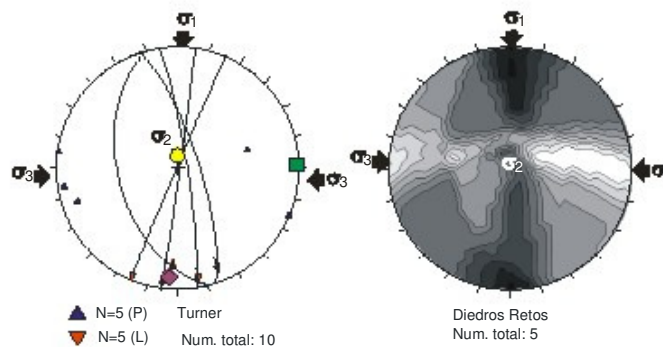 σ1
σ1
σ2
σ3
σ3
σ3
σ2
σ
N=5 (P) Turner
N=5 (L) Num. total: 10
Diedros Retos
Num. total: 5